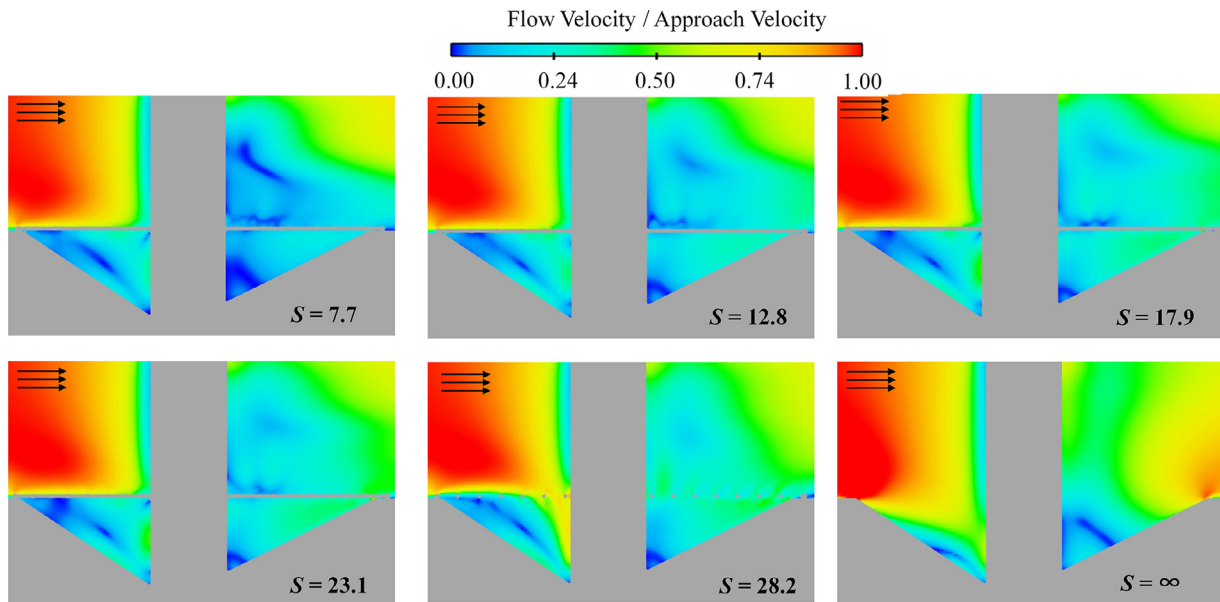 Flow Velocity / Approach Velocity
0.00 0.24 0.50 0.74 1.00
S = 7.7
S = 12.8
S = 17.9
S = 23.1
S = 28.2
S = ∞